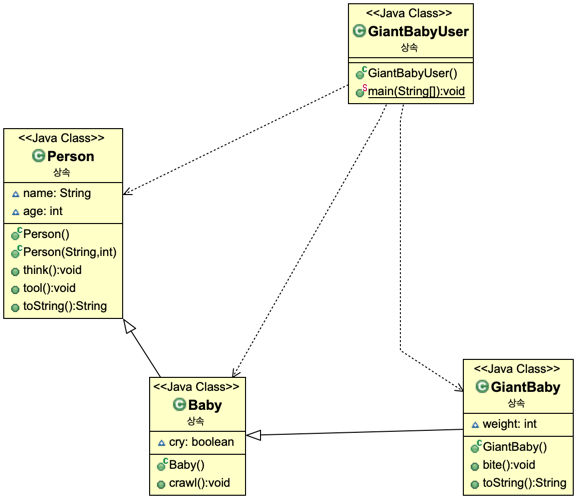 <<Java Class>>
GiantBabyUser
상속
GiantBabyUser()
main(String[]):void
<<Java Class>>
Person
상속
name: String
age: int
Person()
Person(String,int)
think():void
tool():void
toString():String
<<Java Class>>
Baby
상속
cry: boolean
Baby()
crawl():void
<<Java Class>>
GiantBaby
상속
weight: int
GiantBaby()
bite():void
toString():String